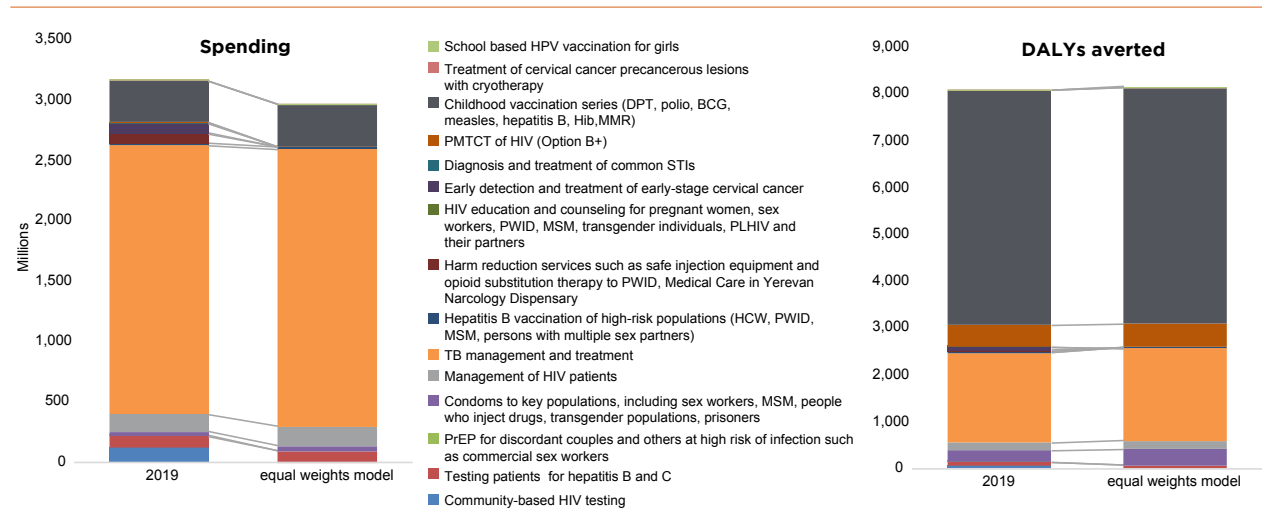 Spending
3,500
3,000
2,500
2,000
1,500
1,000
500
0
Millions
2019
equal weights model
School based HPV vaccination for girls
Treatment of cervical cancer precancerous lesions
with cryotherapy
Childhood vaccination series (DPT, polio, BCG,
measles, hepatitis B, Hib,MMR)
PMTCT of HIV (Option B+)
Diagnosis and treatment of common STIs
Early detection and treatment of early-stage cervical cancer
HIV education and counseling for pregnant women, sex
workers, PWID, MSM, transgender individuals, PLHIV and
their partners
Harm reduction services such as safe injection equipment and
opioid substitution therapy to PWID, Medical Care in Yerevan
Narcology Dispensary
Hepatitis B vaccination of high-risk populations (HCW, PWID,
MSM, persons with multiple sex partners)
TB management and treatment
Management of HIV patients
Condoms to key populations, including sex workers, MSM, people
who inject drugs, transgender populations, prisoners
PrEP for discordant couples and others at high risk of infection such
as commercial sex workers
Testing patients for hepatitis B and C
Community-based HIV testing
DALYs averted
9,000
8,000
7,000
6,000
5,000
4,000
3,000
2,000
1,000
0
2019
equal weights model